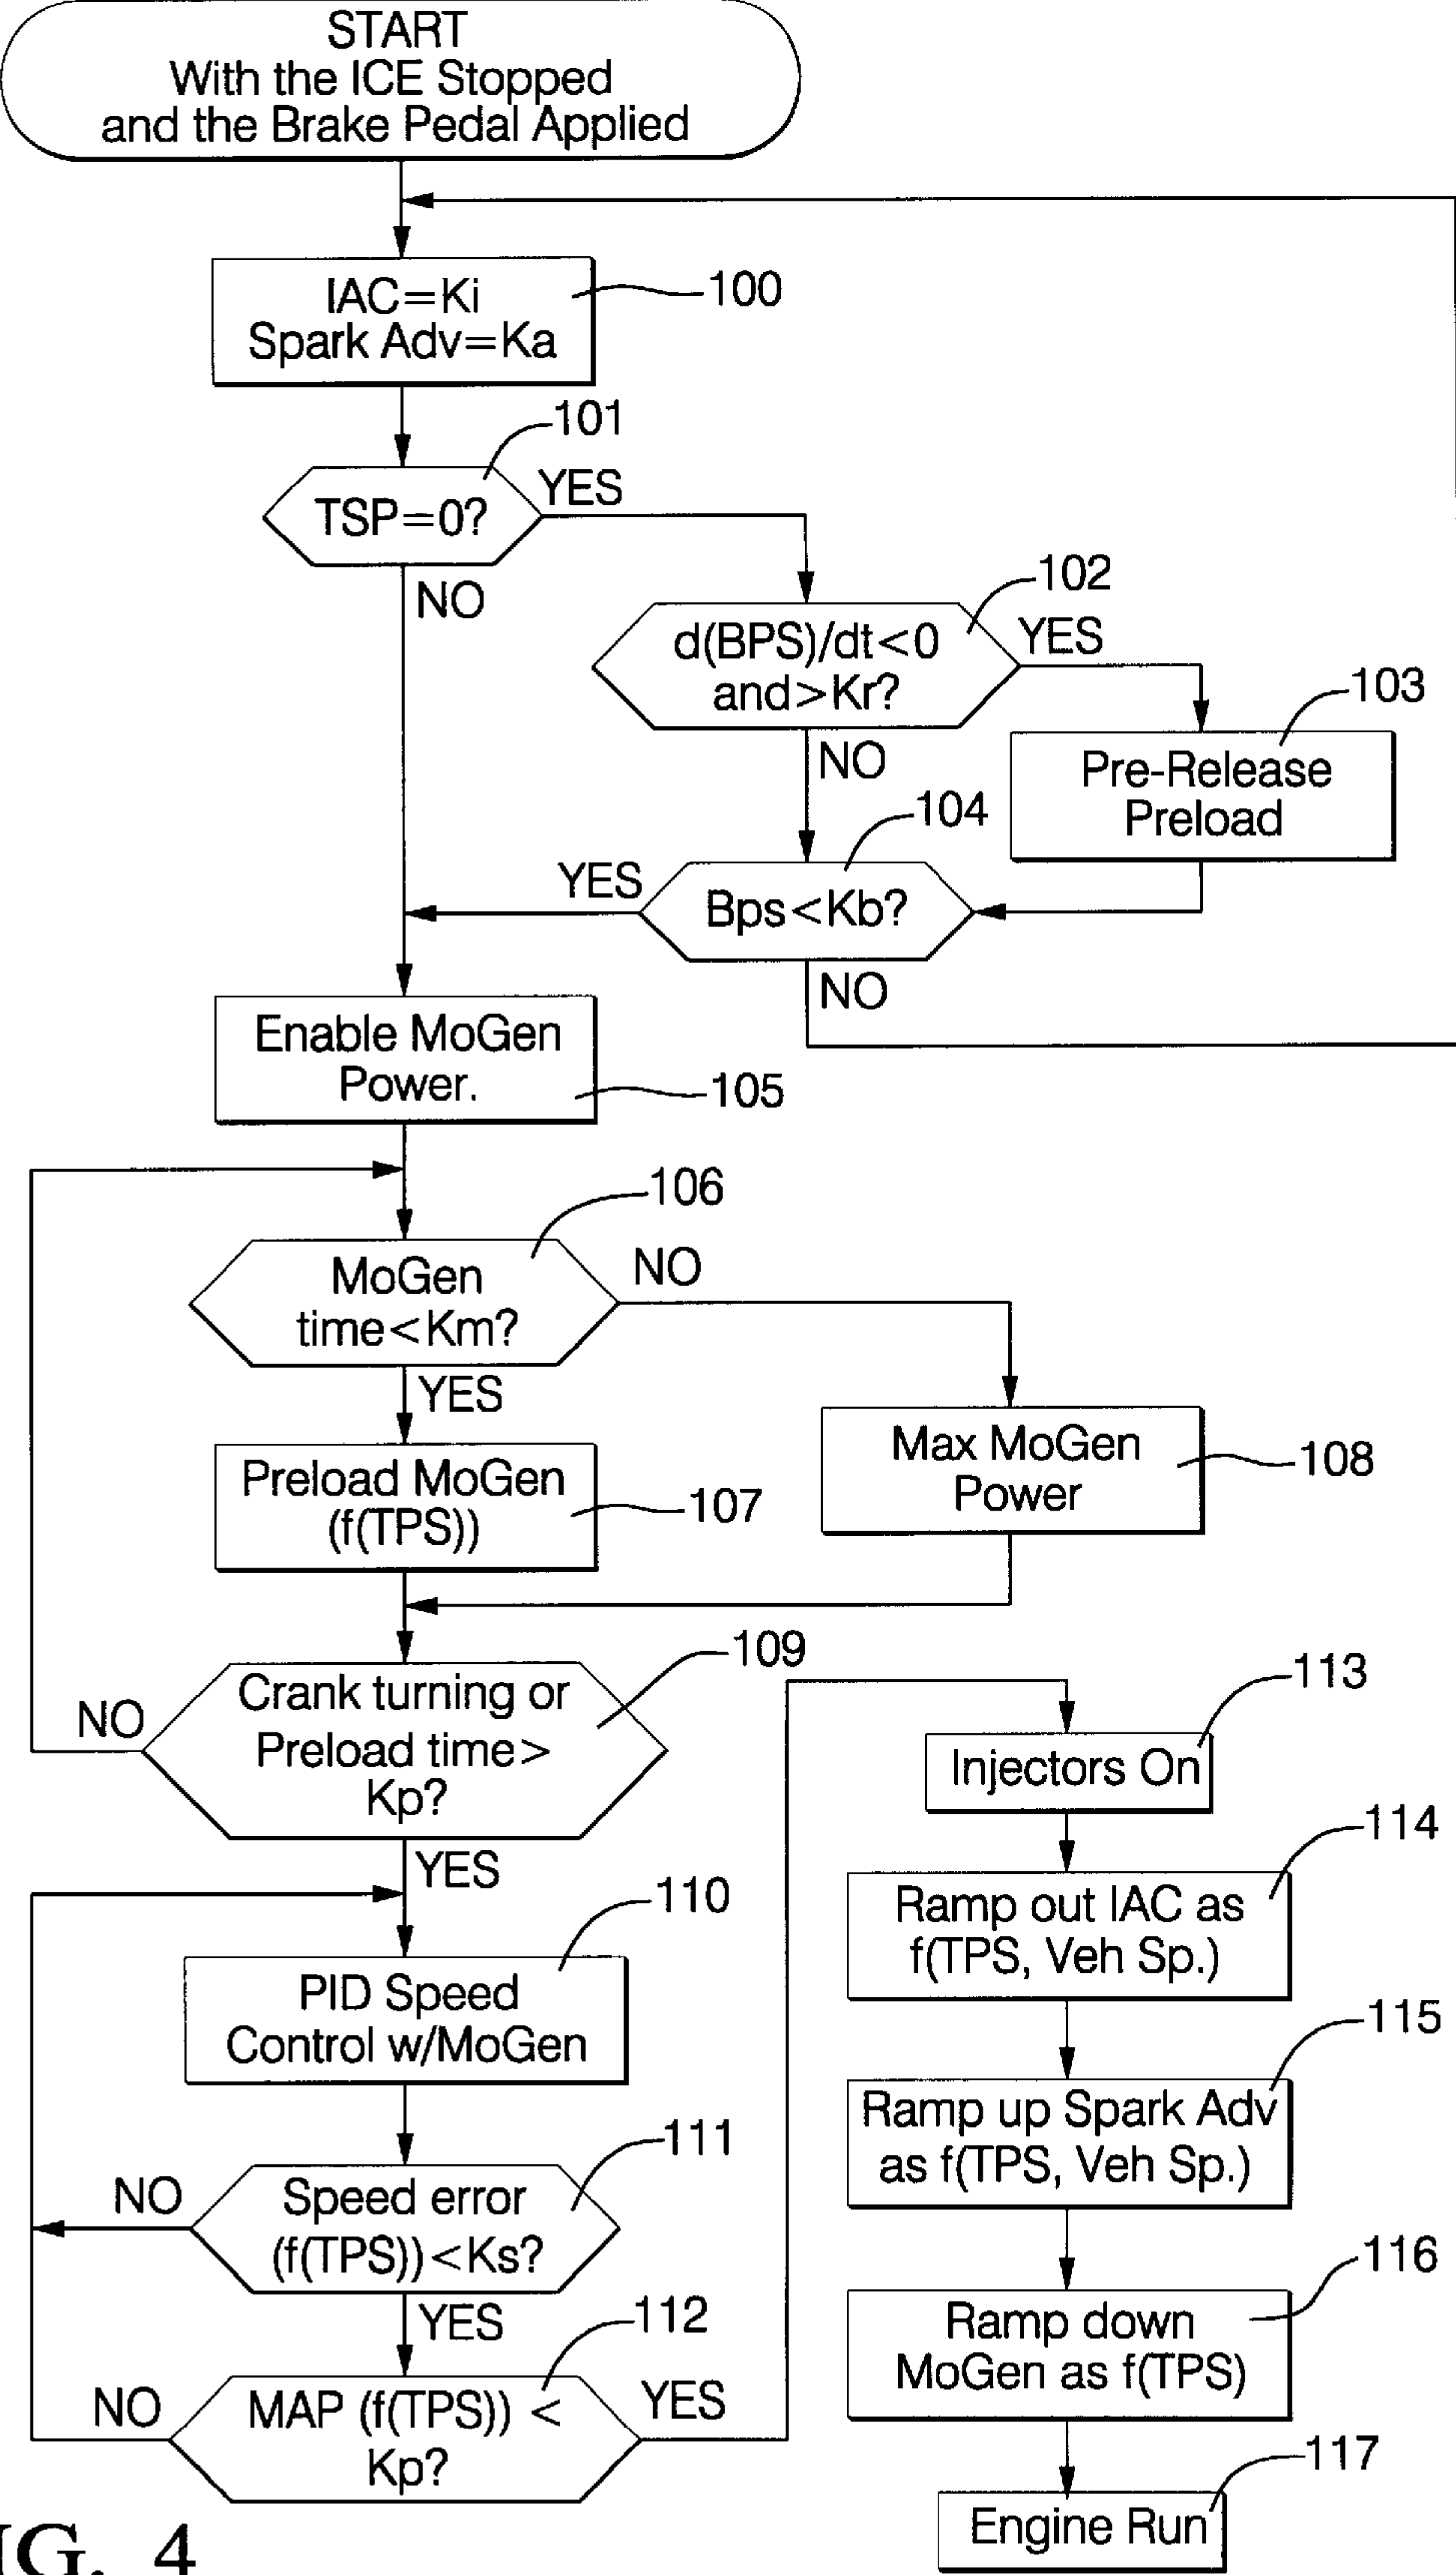 START
With the ICE Stopped
and the Brake Pedal Applied
IAC=Ki
Spark Adv=Ka
100
101
TSP=0?
YES
NO
102
d(BPS)/dt<0
and>Kr?
YES
NO
103
Pre-Release
Preload
104
YES
Bps<Kb?
NO
Enable MoGen
Power.
105
106
MoGen
time<Km?
NO
YES
Preload MoGen
(f(TPS))
107
Max MoGen
Power
108
109
Crank turning or
Preload time>
Kp?
NO
YES
110
PID Speed
Control w/MoGen
111
NO
Speed error
(f(TPS))<Ks?
YES
112
NO
MAP (f(TPS)) <
Kp?
YES
113
Injectors On
114
Ramp out IAC as
f(TPS, Veh Sp.)
115
Ramp up Spark Adv
as f(TPS, Veh Sp.)
116
Ramp down
MoGen as f(TPS)
117
Engine Run
IG. 4